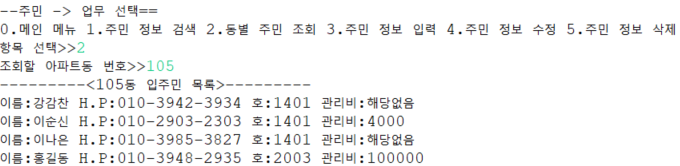 --주민 -> 업무 선택==
0.메인 메뉴 1.주민 정보 검색 2.동별 주민 조회 3.주민 정보 입력 4.주민 정보 수정 5.주민 정보 삭제
항목 선택>>2
조회할 아파트동 번호>>105
---------<105동 입주민 목록>---------
이름:강감찬 H.P:010-3942-3934 호:1401 관리비:해당없음
이름:이순신 H.P:010-2903-2303 호:1401 관리비:4000
이름:이나은 H.P:010-3985-3827 호:1401 관리비:해당없음
이름:홍길동 H.P:010-3948-2935 호:2003 관리비:100000